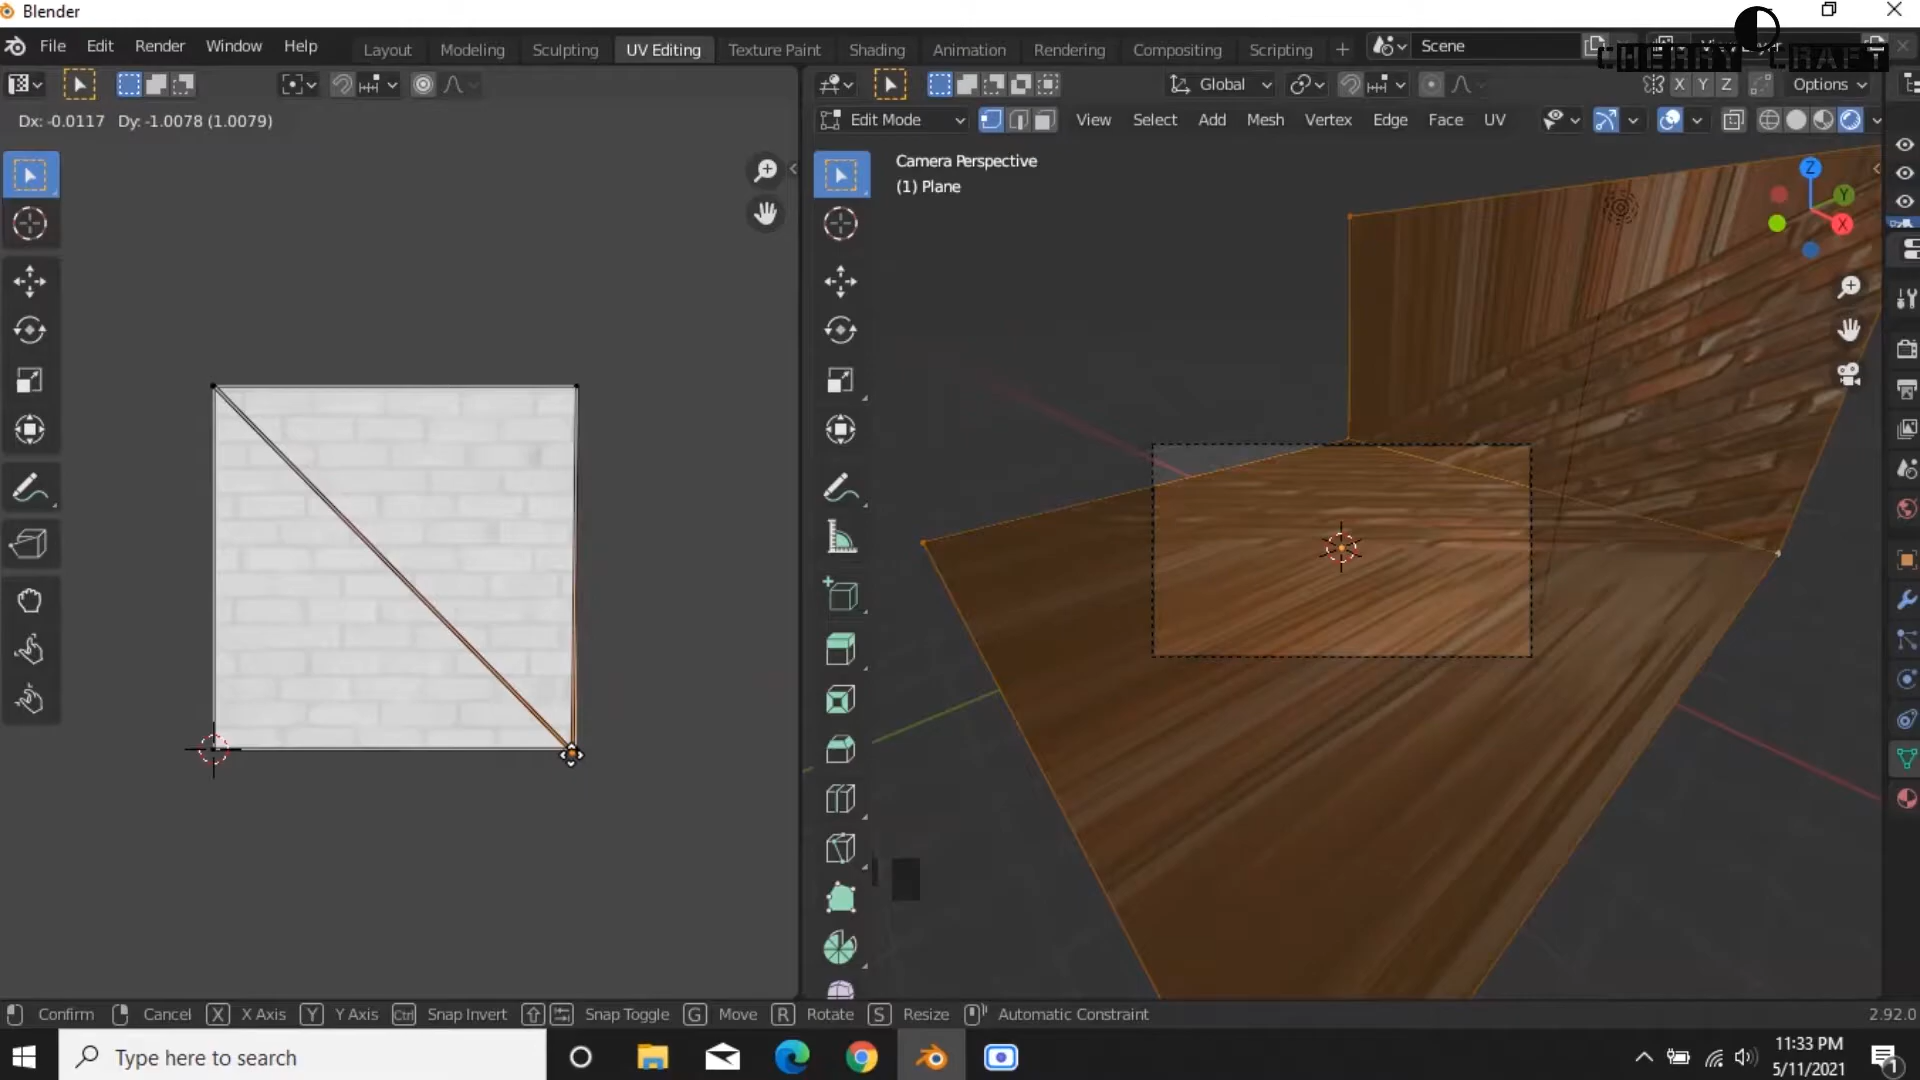 Blender
File Edit Render Window Help Layout Modeling Sculpting UV Editing Texture Paint Shading Animation Rendering Compositing Scripting + Scene
CHERRY CRAFT
Global X Y Z Options
Dx: -0.0117 Dy: -1.0078 (1.0079) Edit Mode View Select Add Mesh Vertex Edge Face UV
Camera Perspective
(1) Plane
Z
Y
X
Confirm Cancel X X Axis Y Y Axis Ctrl Snap Invert Snap Toggle G Move R Rotate S Resize Automatic Constraint 2.92.0
Type here to search
11:33 PM
5/11/2021
1